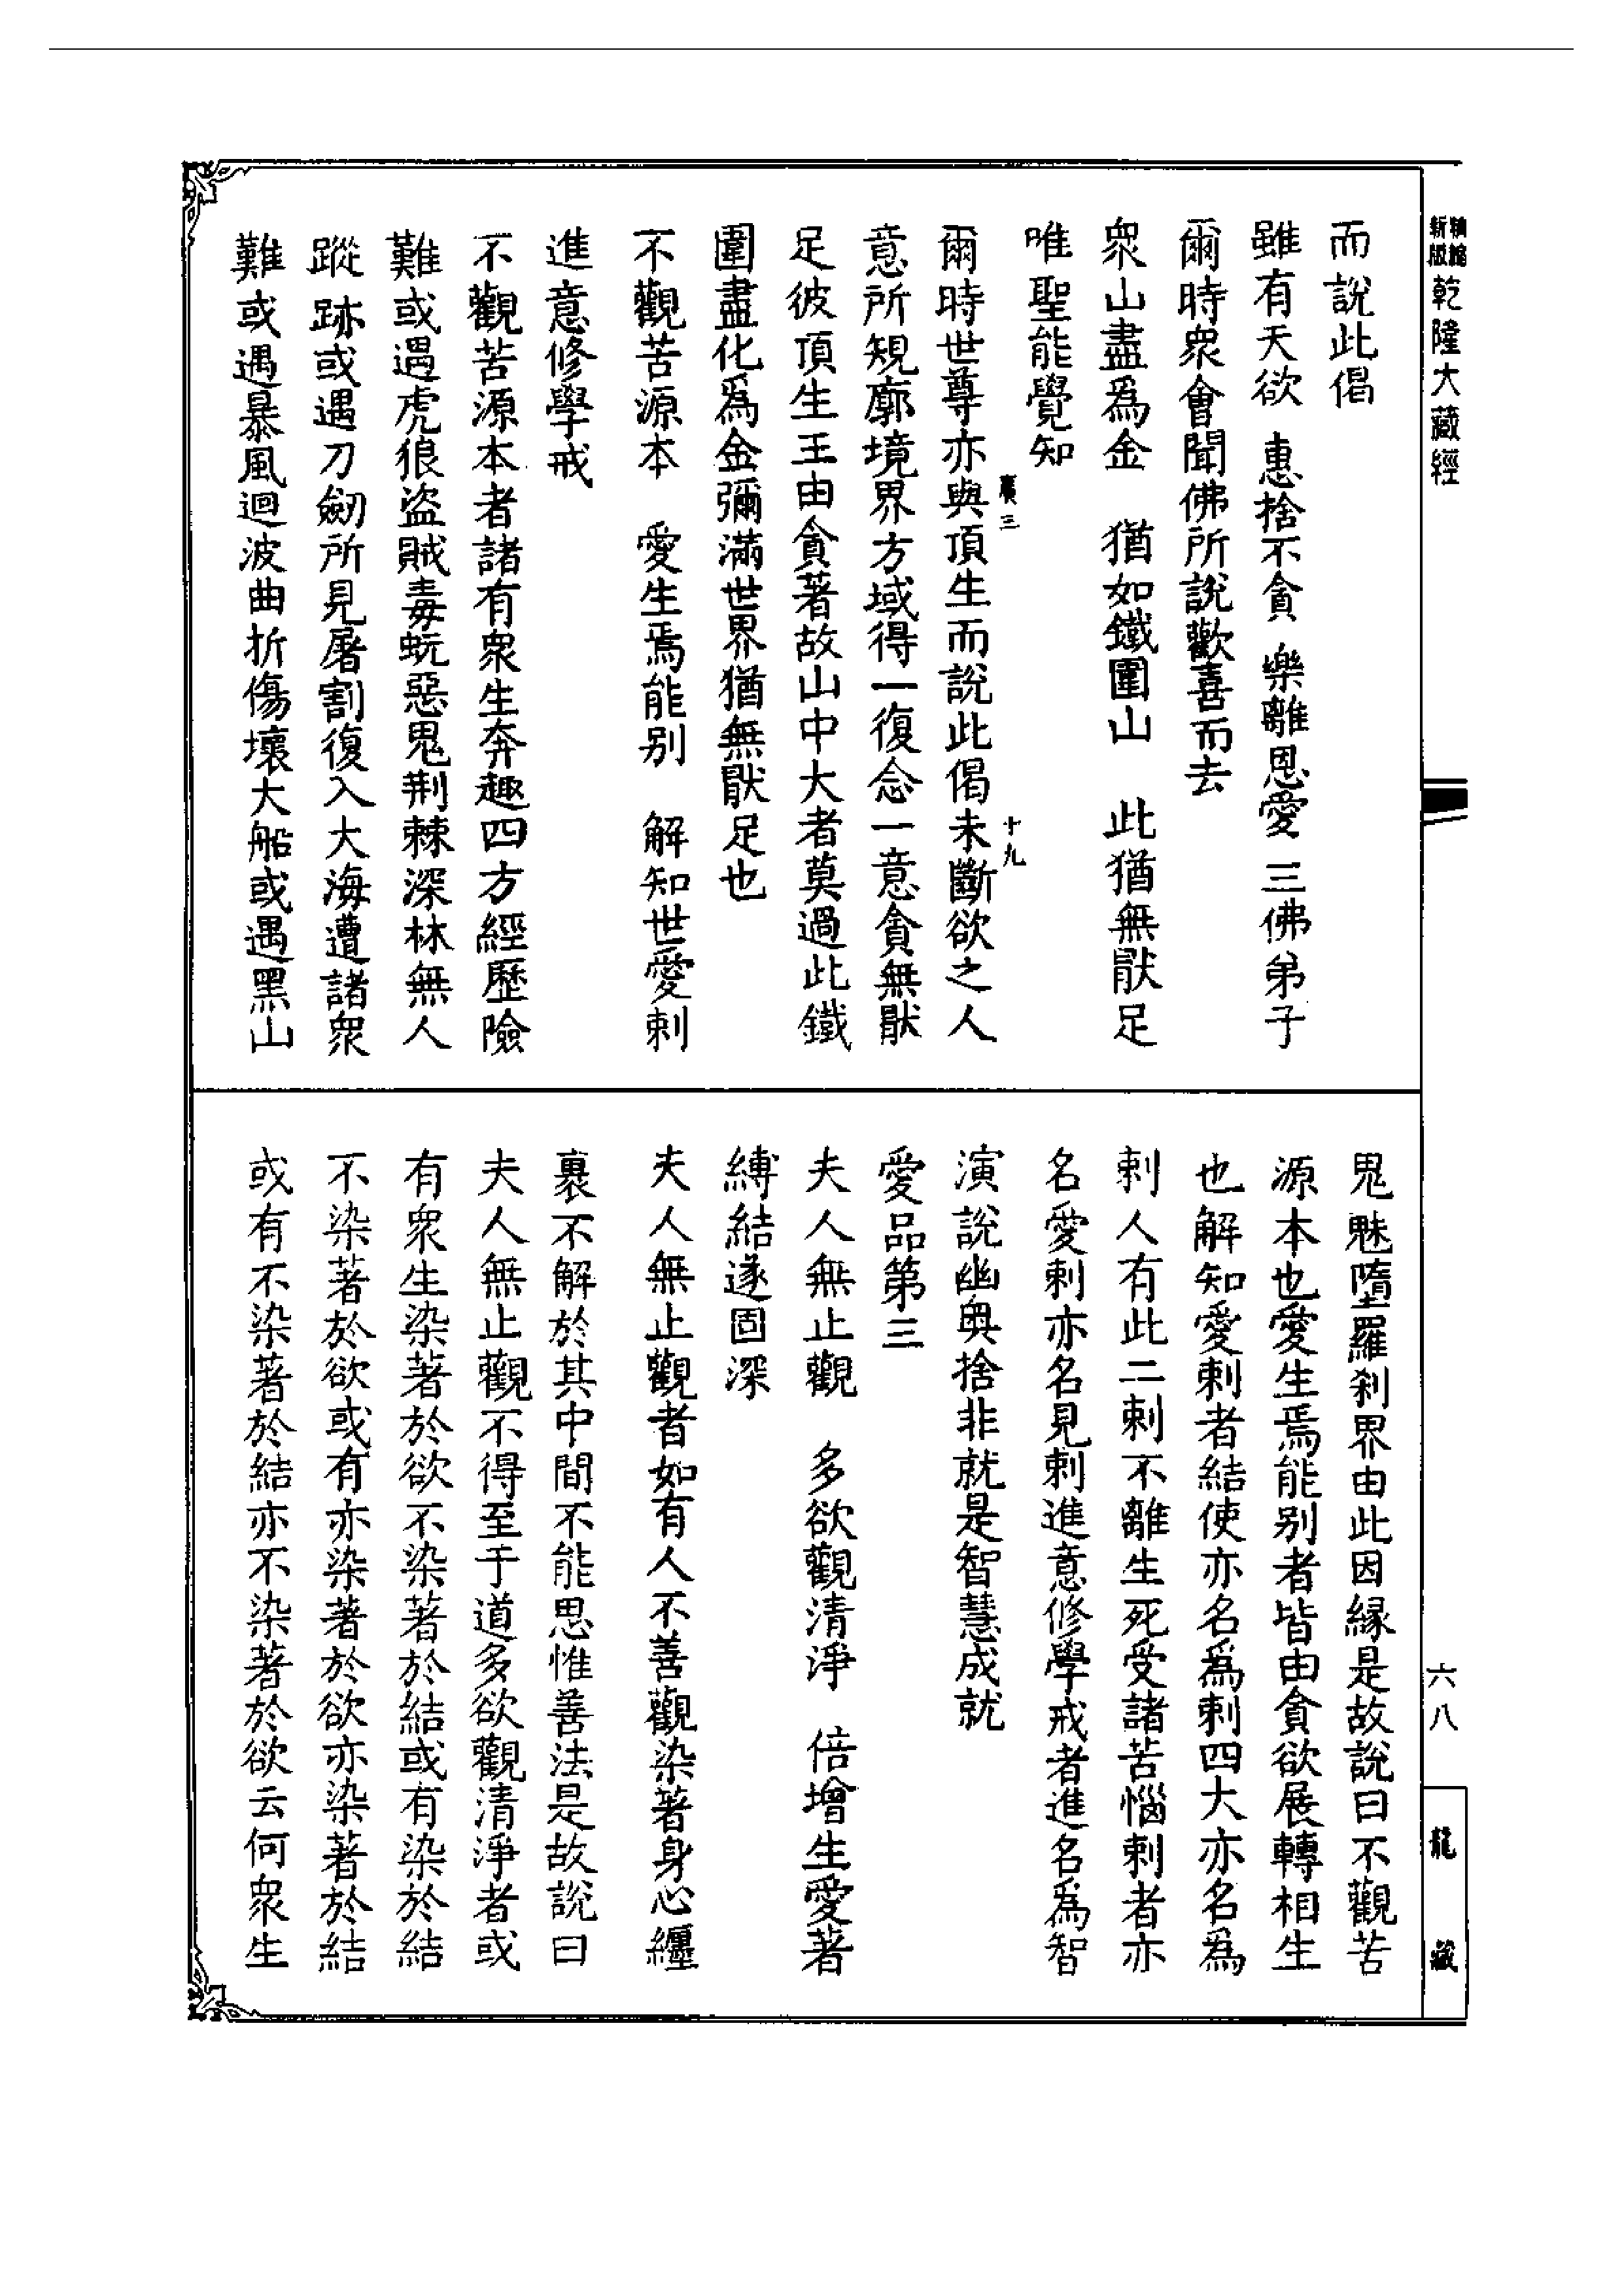 新版精縮乾隆大藏經
而說此偈
雖有天欲　惠捨不貪　樂離恩愛　三佛弟子
爾時衆會聞佛所說歡喜而去
衆山盡爲金　猶如鐵圍山　此猶無猒足
唯聖能覺知
廣三　十九
爾時世尊亦與頂生而說此偈未斷欲之人
意所規廓境界方域得一復念一意貪無猒
足彼頂生王由貪著故山中大者莫過此鐵
圍盡化爲金彌滿世界猶無猒足也
不觀苦源本　愛生焉能别　解知世愛刺
進意修學戒
不觀苦源本者諸有衆生奔趣四方經歷險
難或遇虎狼盜賊毒蚖惡鬼荆棘深林無人
蹤跡或遇刀劒所見屠割復入大海遭諸衆
難或遇暴風迴波曲折傷壞大船或遇黑山
鬼魅墮羅刹界由此因縁是故說曰不觀苦
源本也愛生焉能别者皆由貪欲展轉相生
也解知愛刺者結使亦名爲刺四大亦名爲
刺人有此二刺不離生死受諸苦惱刺者亦
名愛刺亦名見刺進意修學戒者進名爲智
演說幽奥捨非就是智慧成就
愛品第三
夫人無止觀　多欲觀清淨　倍增生愛著
縛結遂固深
夫人無止觀者如有人不善觀染著身心纒
裹不解於其中間不能思惟善法是故說曰
夫人無止觀不得至于道多欲觀清淨者或
有衆生染著於欲不染著於結或有染於結
不染著於欲或有亦染著於欲亦染著於結
或有不染著於結亦不染著於欲云何衆生
六八
龍藏